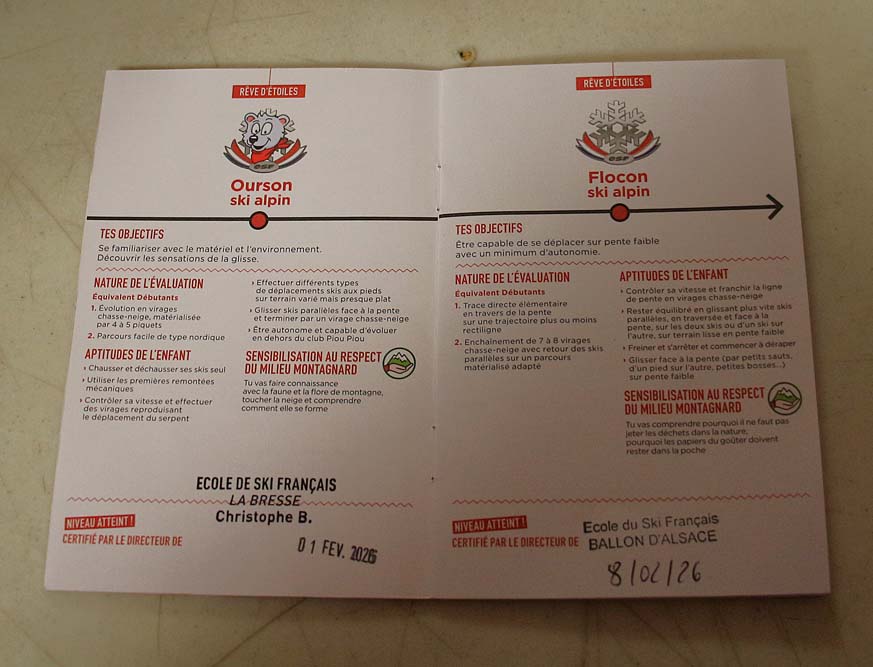 RÊVE D'ÉTOILES
ESF
Ourson
ski alpin
TES OBJECTIFS
Se familiariser avec le matériel et l'environnement.
Découvrir les sensations de la glisse.
NATURE DE L'ÉVALUATION
Équivalent Débutants
1. Évolution en virages
chasse-neige, matérialisée
par 4 à 5 piquets
2. Parcours facile de type nordique
APTITUDES DE L'ENFANT
› Chausser et déchausser ses skis seul
› Utiliser les premières remontées
mécaniques
› Contrôler sa vitesse et effectuer
des virages reproduisant
le déplacement du serpent
› Effectuer différents types
de déplacements skis aux pieds
sur terrain varié mais presque plat
› Glisser skis parallèles face à la pente
et terminer par un virage chasse-neige
› Être autonome et capable d'évoluer
en dehors du club Piou Piou
SENSIBILISATION AU RESPECT
DU MILIEU MONTAGNARD
Tu vas faire connaissance
avec la faune et la flore de montagne,
toucher la neige et comprendre
comment elle se forme
ECOLE DE SKI FRANÇAIS
LA BRESSE
Christophe B.
NIVEAU ATTEINT !
CERTIFIÉ PAR LE DIRECTEUR DE
01 FEV. 2026
RÊVE D'ÉTOILES
ESF
Flocon
ski alpin
TES OBJECTIFS
Être capable de se déplacer sur pente faible
avec un minimum d'autonomie.
NATURE DE L'ÉVALUATION
Équivalent Débutants
1. Trace directe élémentaire
en travers de la pente
sur une trajectoire plus ou moins
rectiligne
2. Enchaînement de 7 à 8 virages
chasse-neige avec retour des skis
parallèles sur un parcours
matérialisé adapté
APTITUDES DE L'ENFANT
› Contrôler sa vitesse et franchir la ligne
de pente en virages chasse-neige
› Rester équilibré en glissant plus vite skis
parallèles, en traversée et face à la
pente, sur les deux skis ou d'un ski sur
l'autre, sur terrain lisse en pente faible
› Freiner et s'arrêter et commencer à déraper
› Glisser face à la pente (par petits sauts,
d'un pied sur l'autre, petites bosses...)
sur pente faible
SENSIBILISATION AU RESPECT
DU MILIEU MONTAGNARD
Tu vas comprendre pourquoi il ne faut pas
jeter les déchets dans la nature,
pourquoi les papiers du goûter doivent
rester dans la poche
NIVEAU ATTEINT !
CERTIFIÉ PAR LE DIRECTEUR DE
Ecole du Ski Français
BALLON D'ALSACE
8/02/26